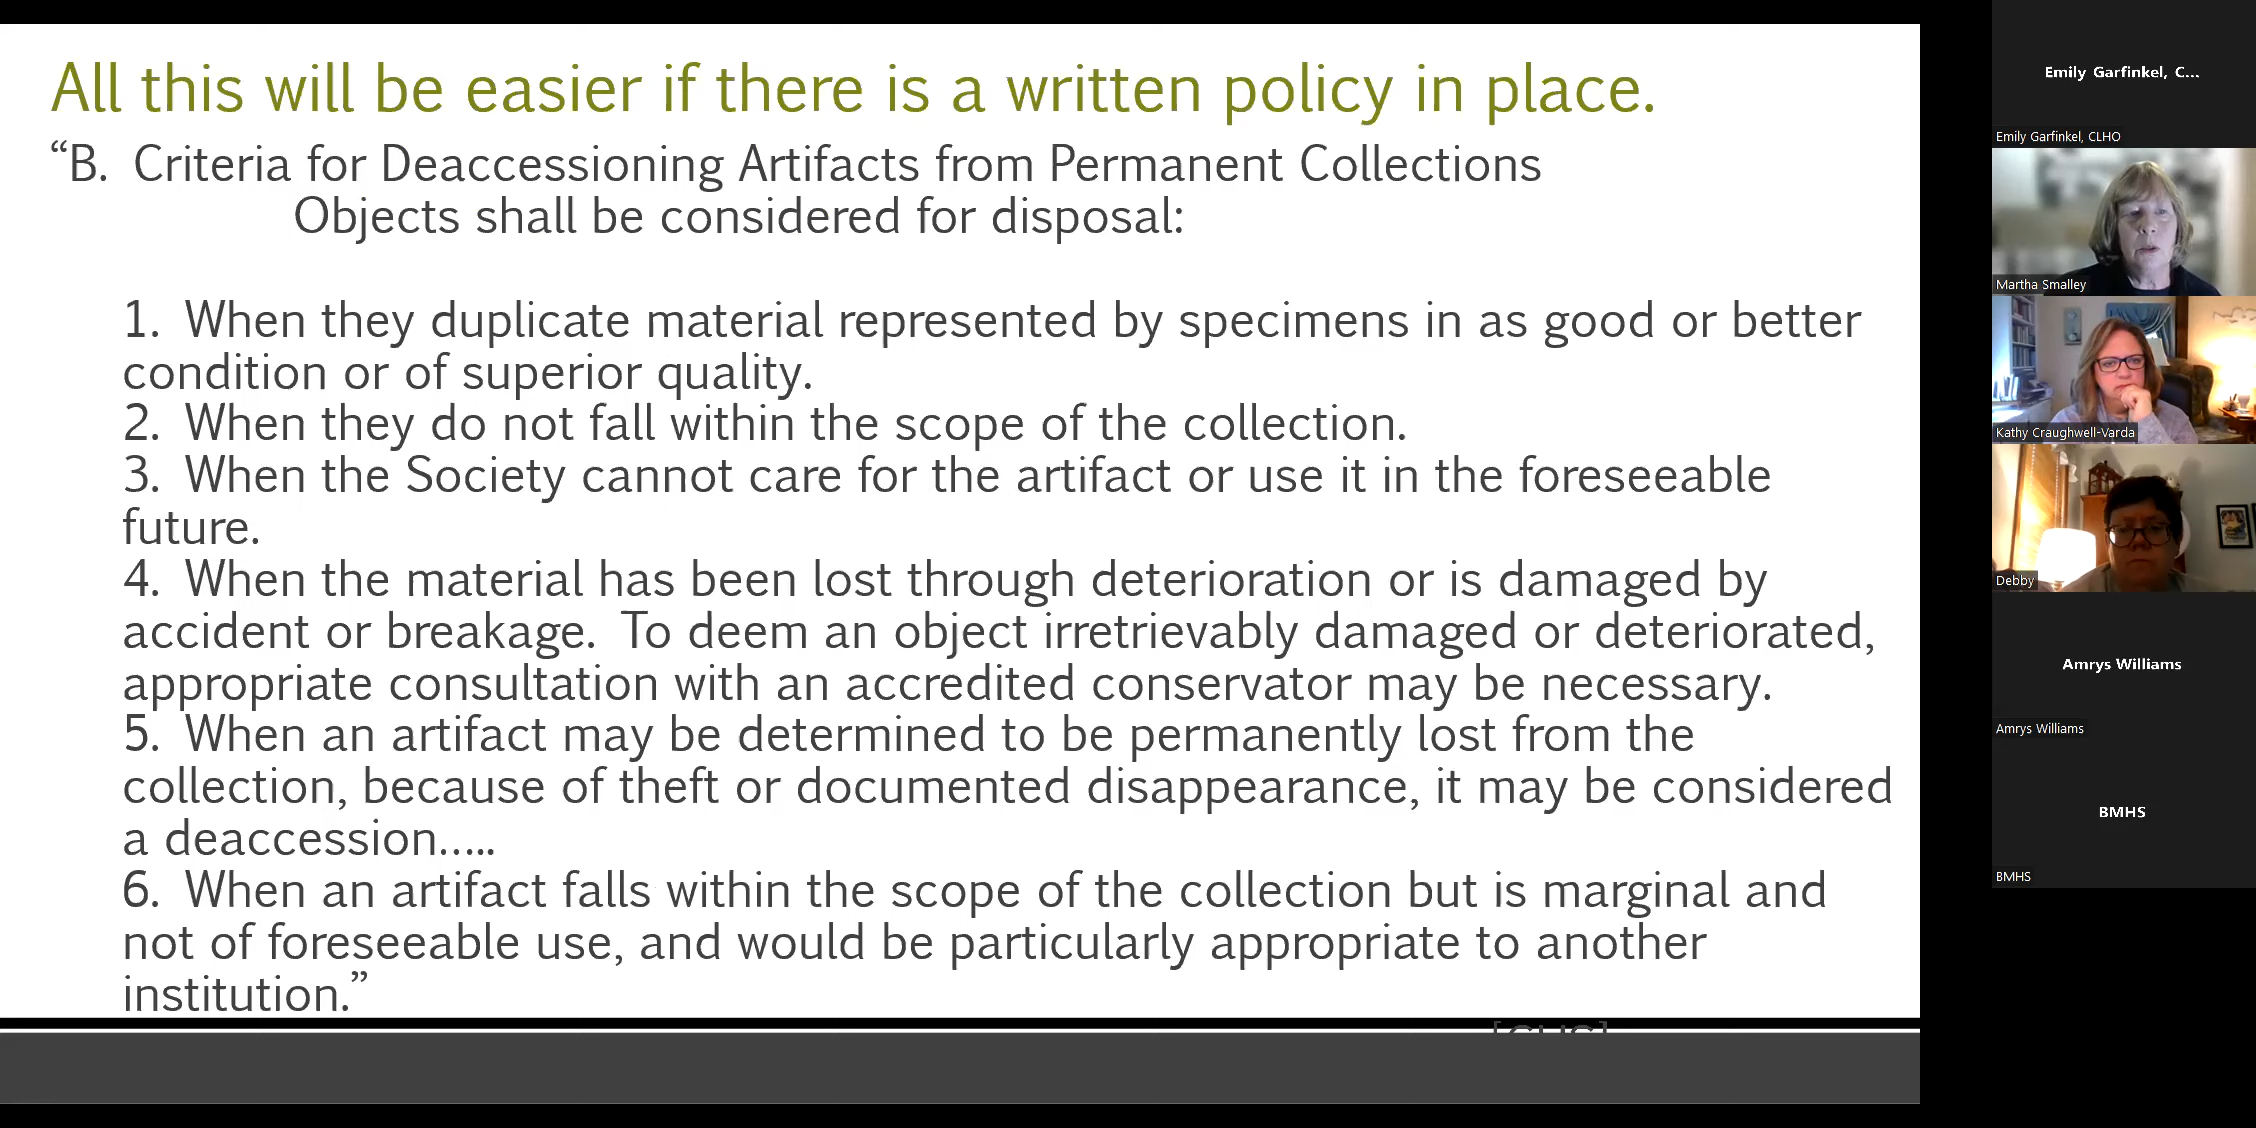 All this will be easier if there is a written policy in place.
“B.  Criteria for Deaccessioning Artifacts from Permanent Collections
Objects shall be considered for disposal:
1.  When they duplicate material represented by specimens in as good or better
condition or of superior quality.
2.  When they do not fall within the scope of the collection.
3.  When the Society cannot care for the artifact or use it in the foreseeable
future.
4.  When the material has been lost through deterioration or is damaged by
accident or breakage.  To deem an object irretrievably damaged or deteriorated,
appropriate consultation with an accredited conservator may be necessary.
5.  When an artifact may be determined to be permanently lost from the
collection, because of theft or documented disappearance, it may be considered
a deaccession…..
6.  When an artifact falls within the scope of the collection but is marginal and
not of foreseeable use, and would be particularly appropriate to another
institution.”
Emily Garfinkel, C...
Emily Garfinkel, CLHO
Martha Smalley
Kathy Craughwell-Varda
Debby
Amrys Williams
Amrys Williams
BMHS
BMHS